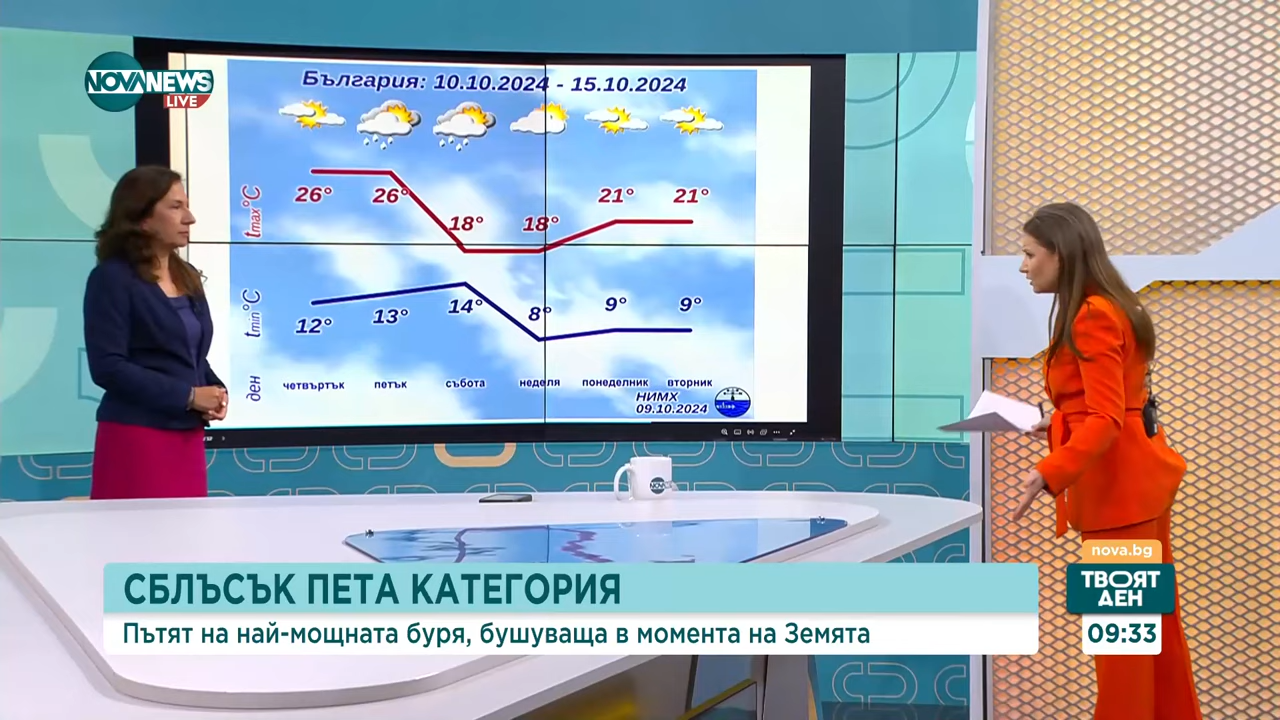 NOVANEWS
LIVE
България: 10.10.2024 - 15.10.2024
tmax°C
26° 26° 18° 18° 21° 21°
tmin°C
12° 13° 14° 8° 9° 9°
ден
четвъртък петък събота неделя понеделник вторник
НИМХ
09.10.2024
NOVANEWS
nova.bg
ТВОЯТ
ДЕН
09:33
СБЛЪСЪК ПЕТА КАТЕГОРИЯ
Пътят на най-мощната буря, бушуваща в момента на Земята